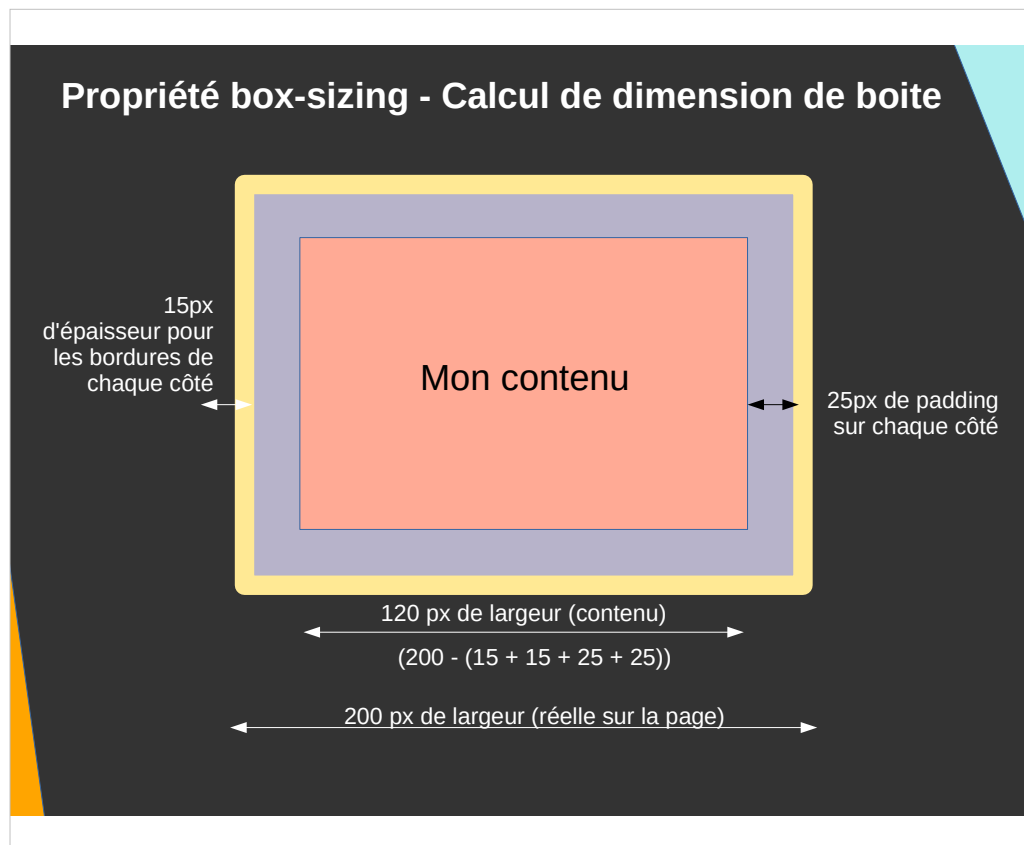 Propriété box-sizing - Calcul de dimension de boite
15px
d'épaisseur pour
les bordures de
chaque côté
Mon contenu
25px de padding
sur chaque côté
120 px de largeur (contenu)
(200 - (15 + 15 + 25 + 25))
200 px de largeur (réelle sur la page)